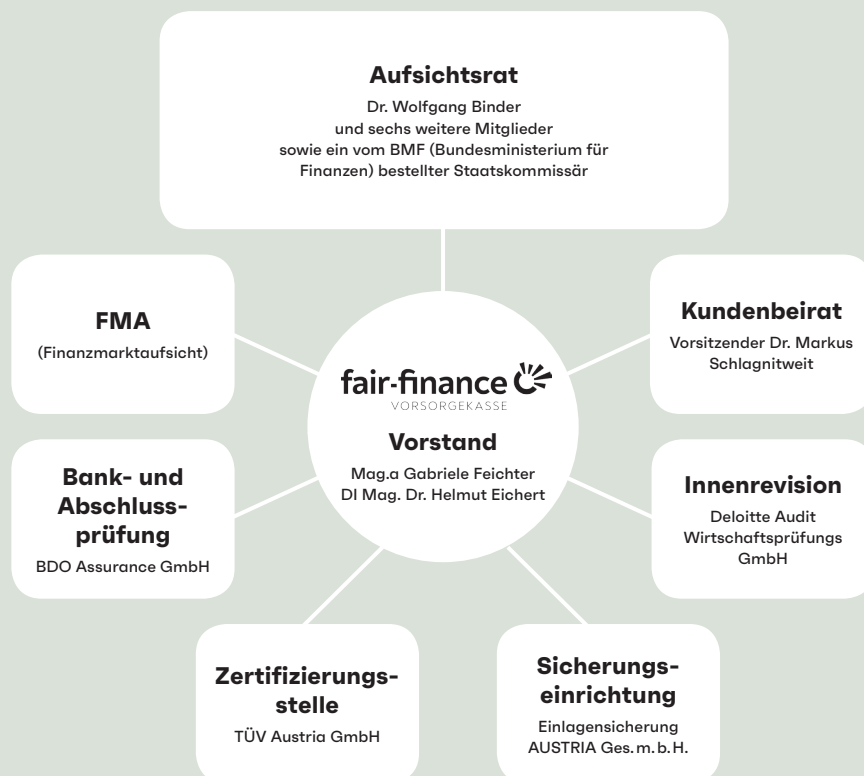 Aufsichtsrat
Dr. Wolfgang Binder
und sechs weitere Mitglieder
sowie ein vom BMF (Bundesministerium für
Finanzen) bestellter Staatskommissär
FMA
(Finanzmarktaufsicht)
Kundenbeirat
Vorsitzender Dr. Markus
Schlagnitweit
fair-finance
VORSORGEKASSE
Vorstand
Mag.a Gabriele Feichter
DI Mag. Dr. Helmut Eichert
Bank- und
Abschluss-
prüfung
BDO Assurance GmbH
Innenrevision
Deloitte Audit
Wirtschaftsprüfungs
GmbH
Zertifizierungs-
stelle
TÜV Austria GmbH
Sicherungs-
einrichtung
Einlagensicherung
AUSTRIA Ges.m.b.H.